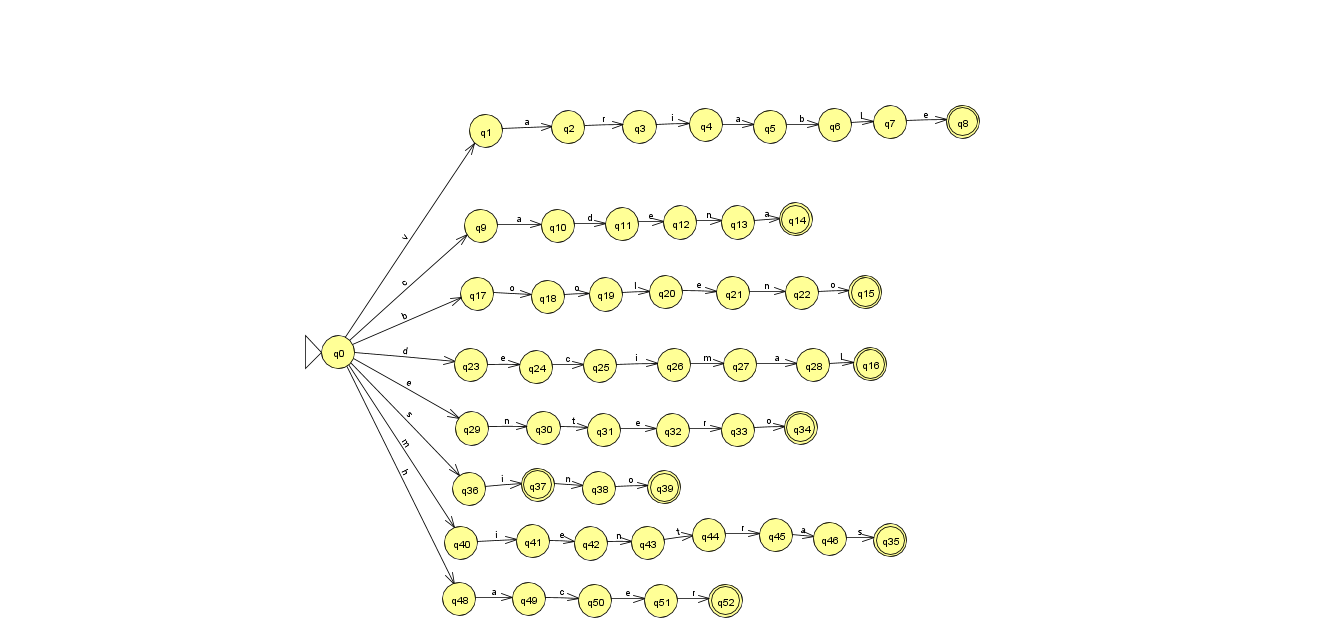 a r i a b l e
q1 q2 q3 q4 q5 q6 q7 q8
v
a d e n a
q9 q10 q11 q12 q13 q14
c
o o l e n o
q17 q18 q19 q20 q21 q22 q15
b
q0
d e c i m a L
q23 q24 q25 q26 q27 q28 q16
e
n t e r o
q29 q30 q31 q32 q33 q34
s
i n o
q36 q37 q38 q39
m
i e n t r a s
q40 q41 q42 q43 q44 q45 q46 q35
h
a c e r
q48 q49 q50 q51 q52